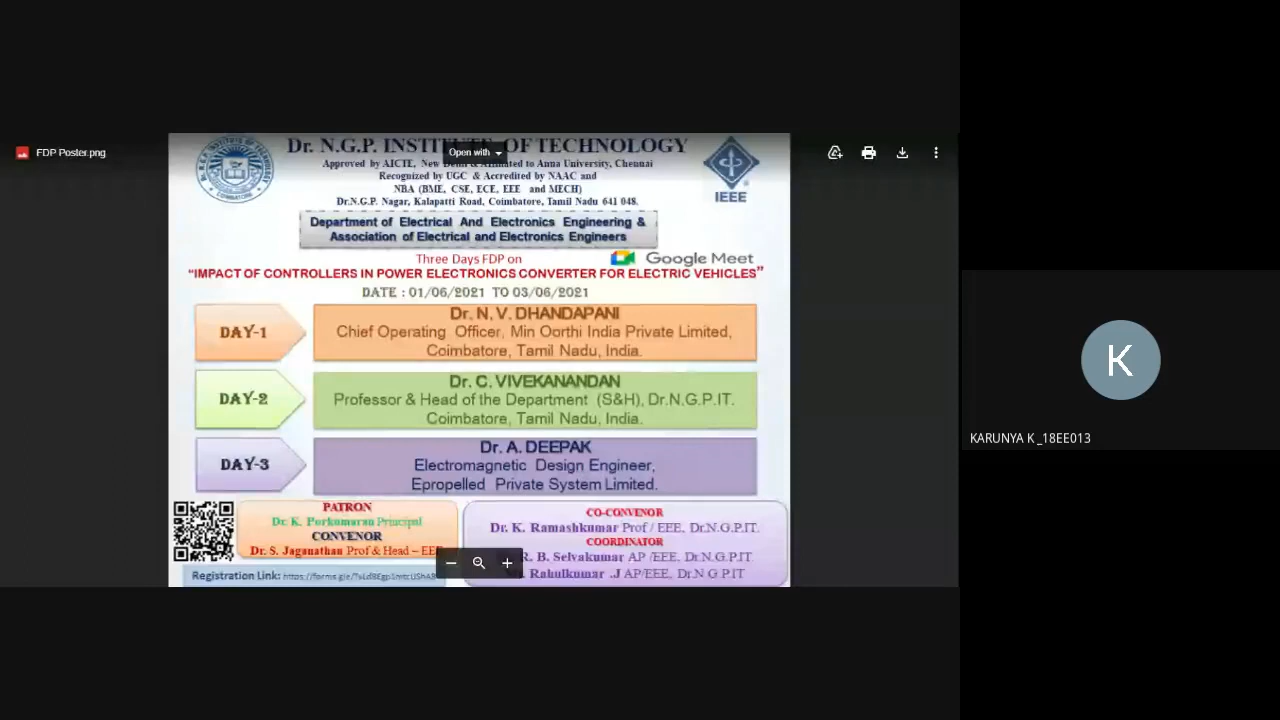 FDP Poster.png
Open with
Dr. N.G.P. INSTITUTE OF TECHNOLOGY
Approved by AICTE, New Delhi & Affiliated to Anna University, Chennai
Recognized by UGC & Accredited by NAAC and
NBA (BME, CSE, ECE, EEE and MECH)
Dr.N.G.P. Nagar, Kalapatti Road, Coimbatore, Tamil Nadu 641 048.
IEEE
Department of Electrical And Electronics Engineering &
Association of Electrical and Electronics Engineers
Three Days FDP on
Google Meet
“IMPACT OF CONTROLLERS IN POWER ELECTRONICS CONVERTER FOR ELECTRIC VEHICLES”
DATE : 01/06/2021 TO 03/06/2021
DAY-1
Dr. N. V. DHANDAPANI
Chief Operating Officer, Min Oorthi India Private Limited,
Coimbatore, Tamil Nadu, India.
DAY-2
Dr. C. VIVEKANANDAN
Professor & Head of the Department (S&H), Dr.N.G.P.IT.
Coimbatore, Tamil Nadu, India.
DAY-3
Dr. A. DEEPAK
Electromagnetic Design Engineer,
Epropelled Private System Limited.
PATRON
Dr. K. Porkumaran Principal
CONVENOR
Dr. S. Jaganathan Prof & Head – EEE
CO-CONVENOR
Dr. K. Ramashkumar Prof / EEE, Dr.N.G.P.IT.
COORDINATOR
R. B. Selvakumar AP /EEE, Dr.N.G.P.IT.
Rahulkumar .J AP/EEE, Dr.N.G.P.IT
Registration Link:
K
KARUNYA K _18EE013